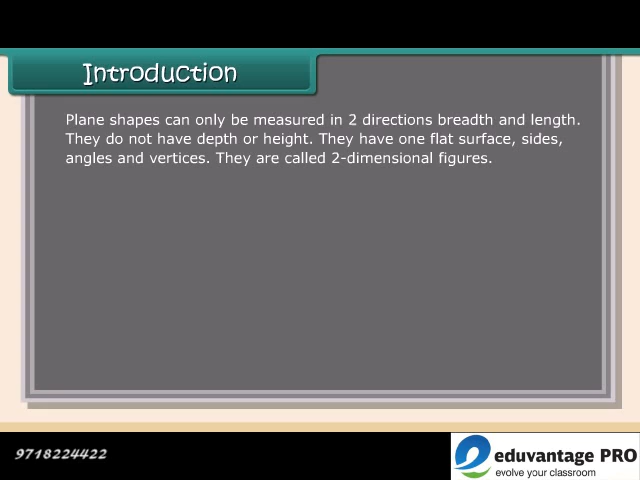 Introduction
Plane shapes can only be measured in 2 directions breadth and length.
They do not have depth or height. They have one flat surface, sides,
angles and vertices. They are called 2-dimensional figures.
9718224422
eduvantage PRO
evolve your classroom